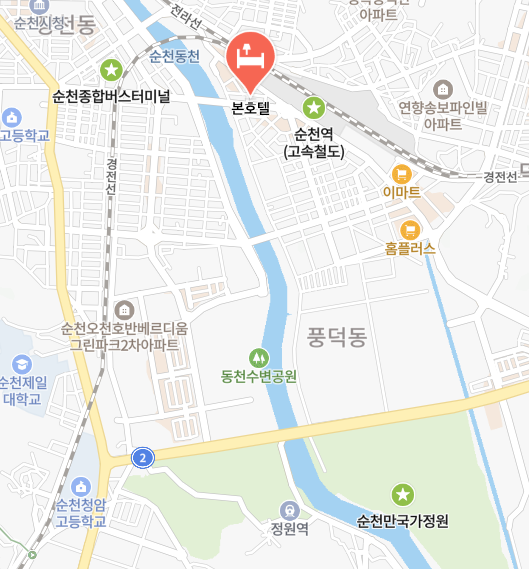 전라선
아파트
순천시청
전동
순천동천
순천종합버스터미널
본호텔
순천역
(고속철도)
연향송보파인빌
아파트
고등학교
경전선
경전선
이마트
홈플러스
순천오천호반베르디움
그린파크2차아파트
풍덕동
동천수변공원
순천제일
대학교
2
순천청암
고등학교
순천만국가정원
정원역